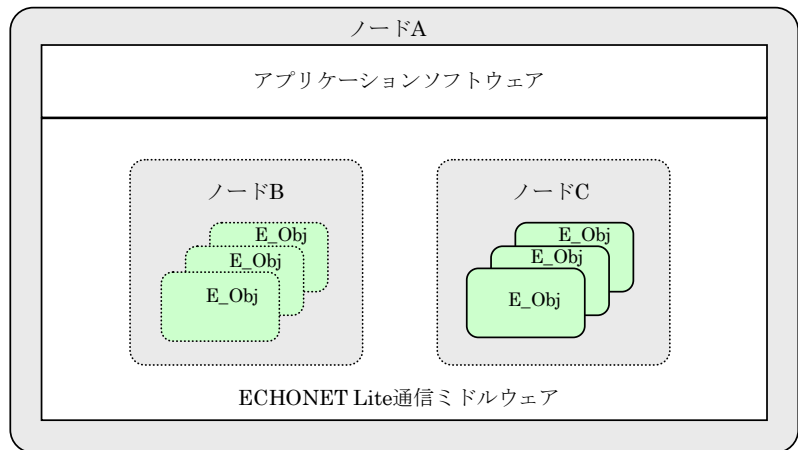 ノードA
アプリケーションソフトウェア
ノードB
E_Obj
E_Obj
E_Obj
ノードC
E_Obj
E_Obj
E_Obj
ECHONET Lite通信ミドルウェア